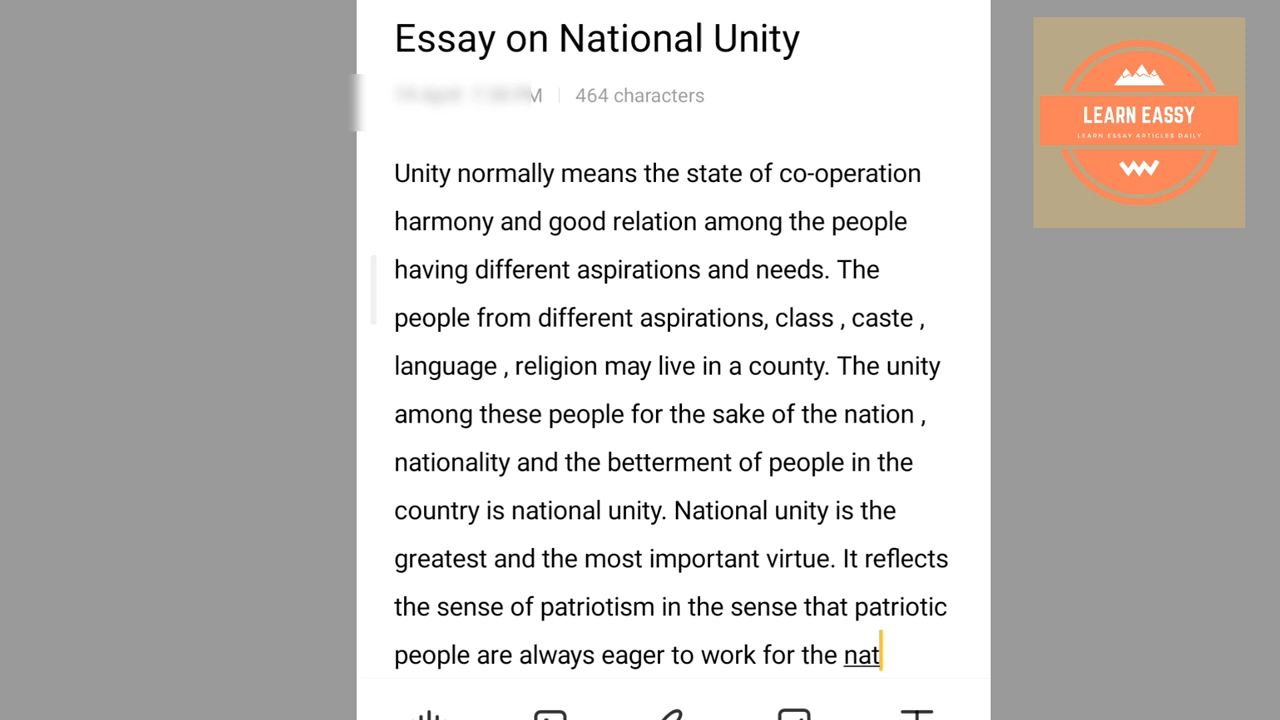 Essay on National Unity
464 characters
LEARN EASSY
LEARN ESSAY ARTICLES DAILY
Unity normally means the state of co-operation
harmony and good relation among the people
having different aspirations and needs. The
people from different aspirations, class , caste ,
language , religion may live in a county. The unity
among these people for the sake of the nation ,
nationality and the betterment of people in the
country is national unity. National unity is the
greatest and the most important virtue. It reflects
the sense of patriotism in the sense that patriotic
people are always eager to work for the nat